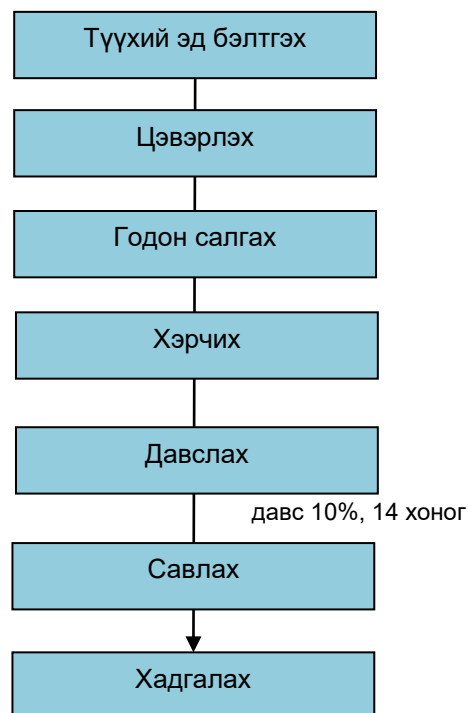 Түүхий эд бэлтгэх
Цэвэрлэх
Годон салгах
Хэрчих
Давслах
давс 10%, 14 хоног
Савлах
Хадгалах